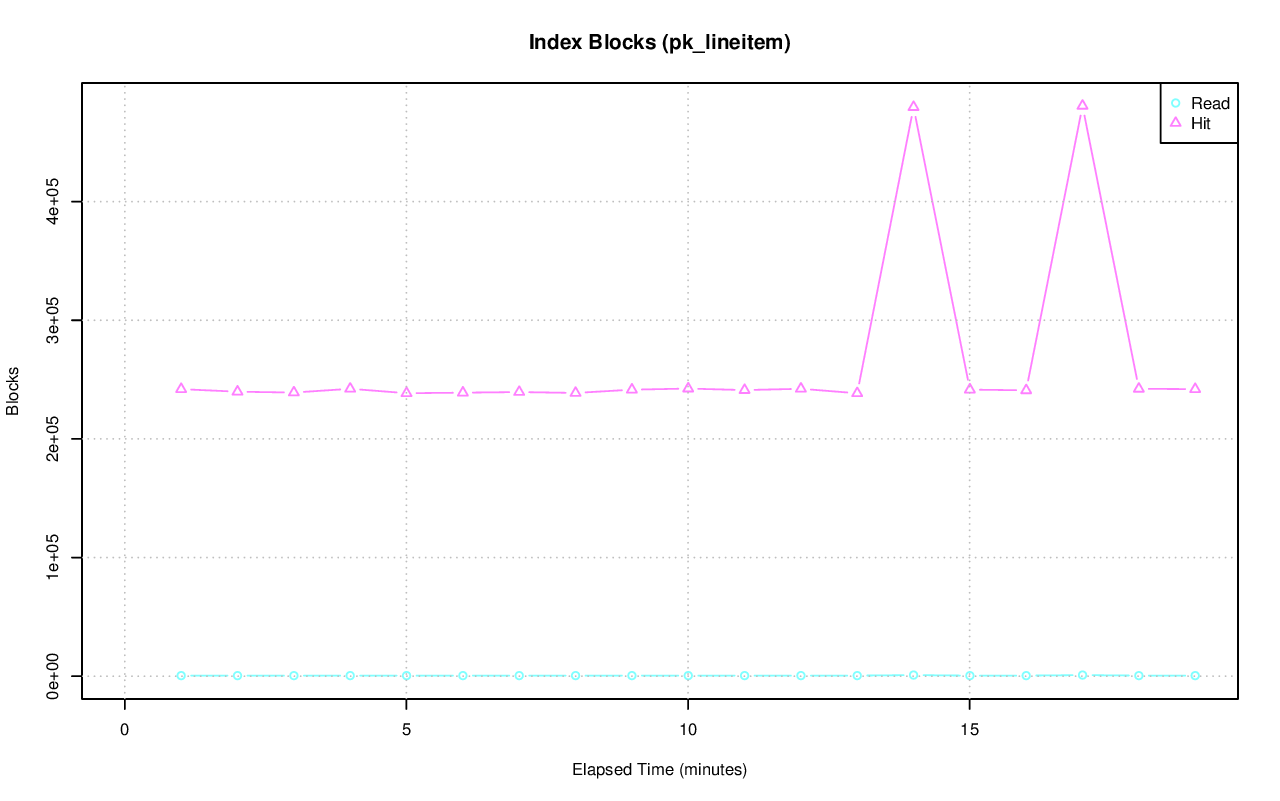 Index Blocks (pk_lineitem)
Read
Hit
Blocks
4e+05
3e+05
2e+05
1e+05
0e+00
0 5 10 15
Elapsed Time (minutes)